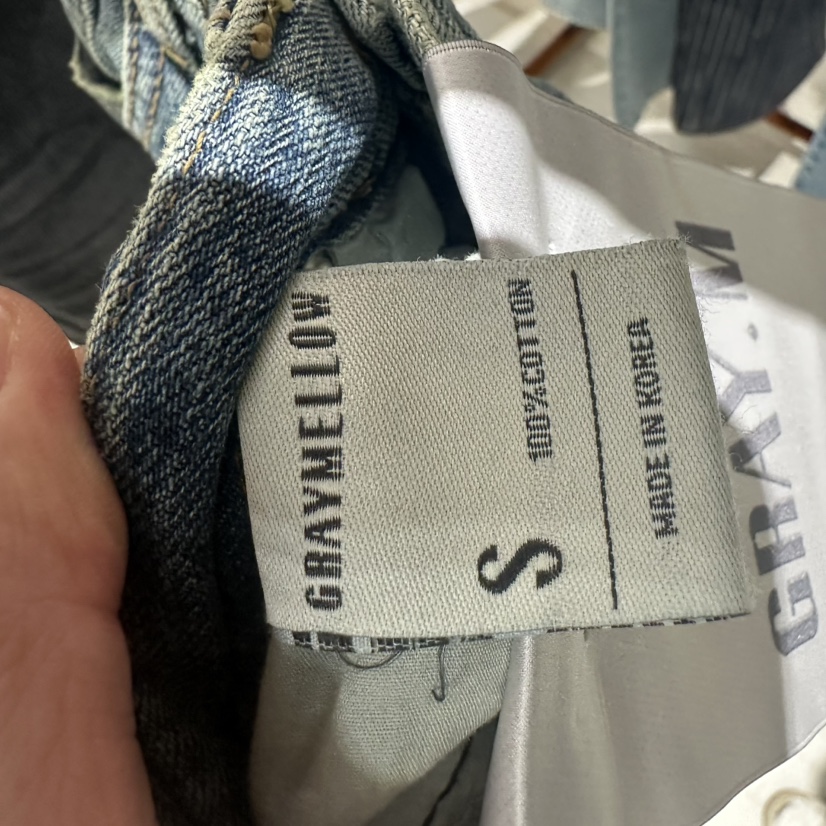 GRAYMELLOW
S
100%COTTON
MADE IN KOREA
GRAY.M